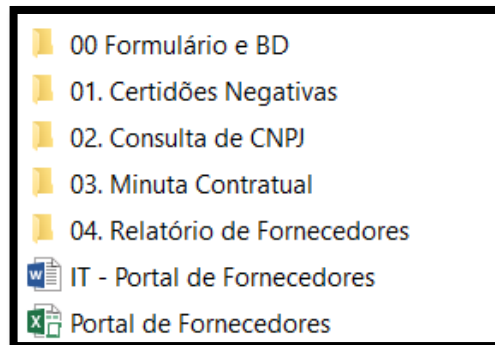 00 Formulário e BD
01. Certidões Negativas
02. Consulta de CNPJ
03. Minuta Contratual
04. Relatório de Fornecedores
IT - Portal de Fornecedores
Portal de Fornecedores